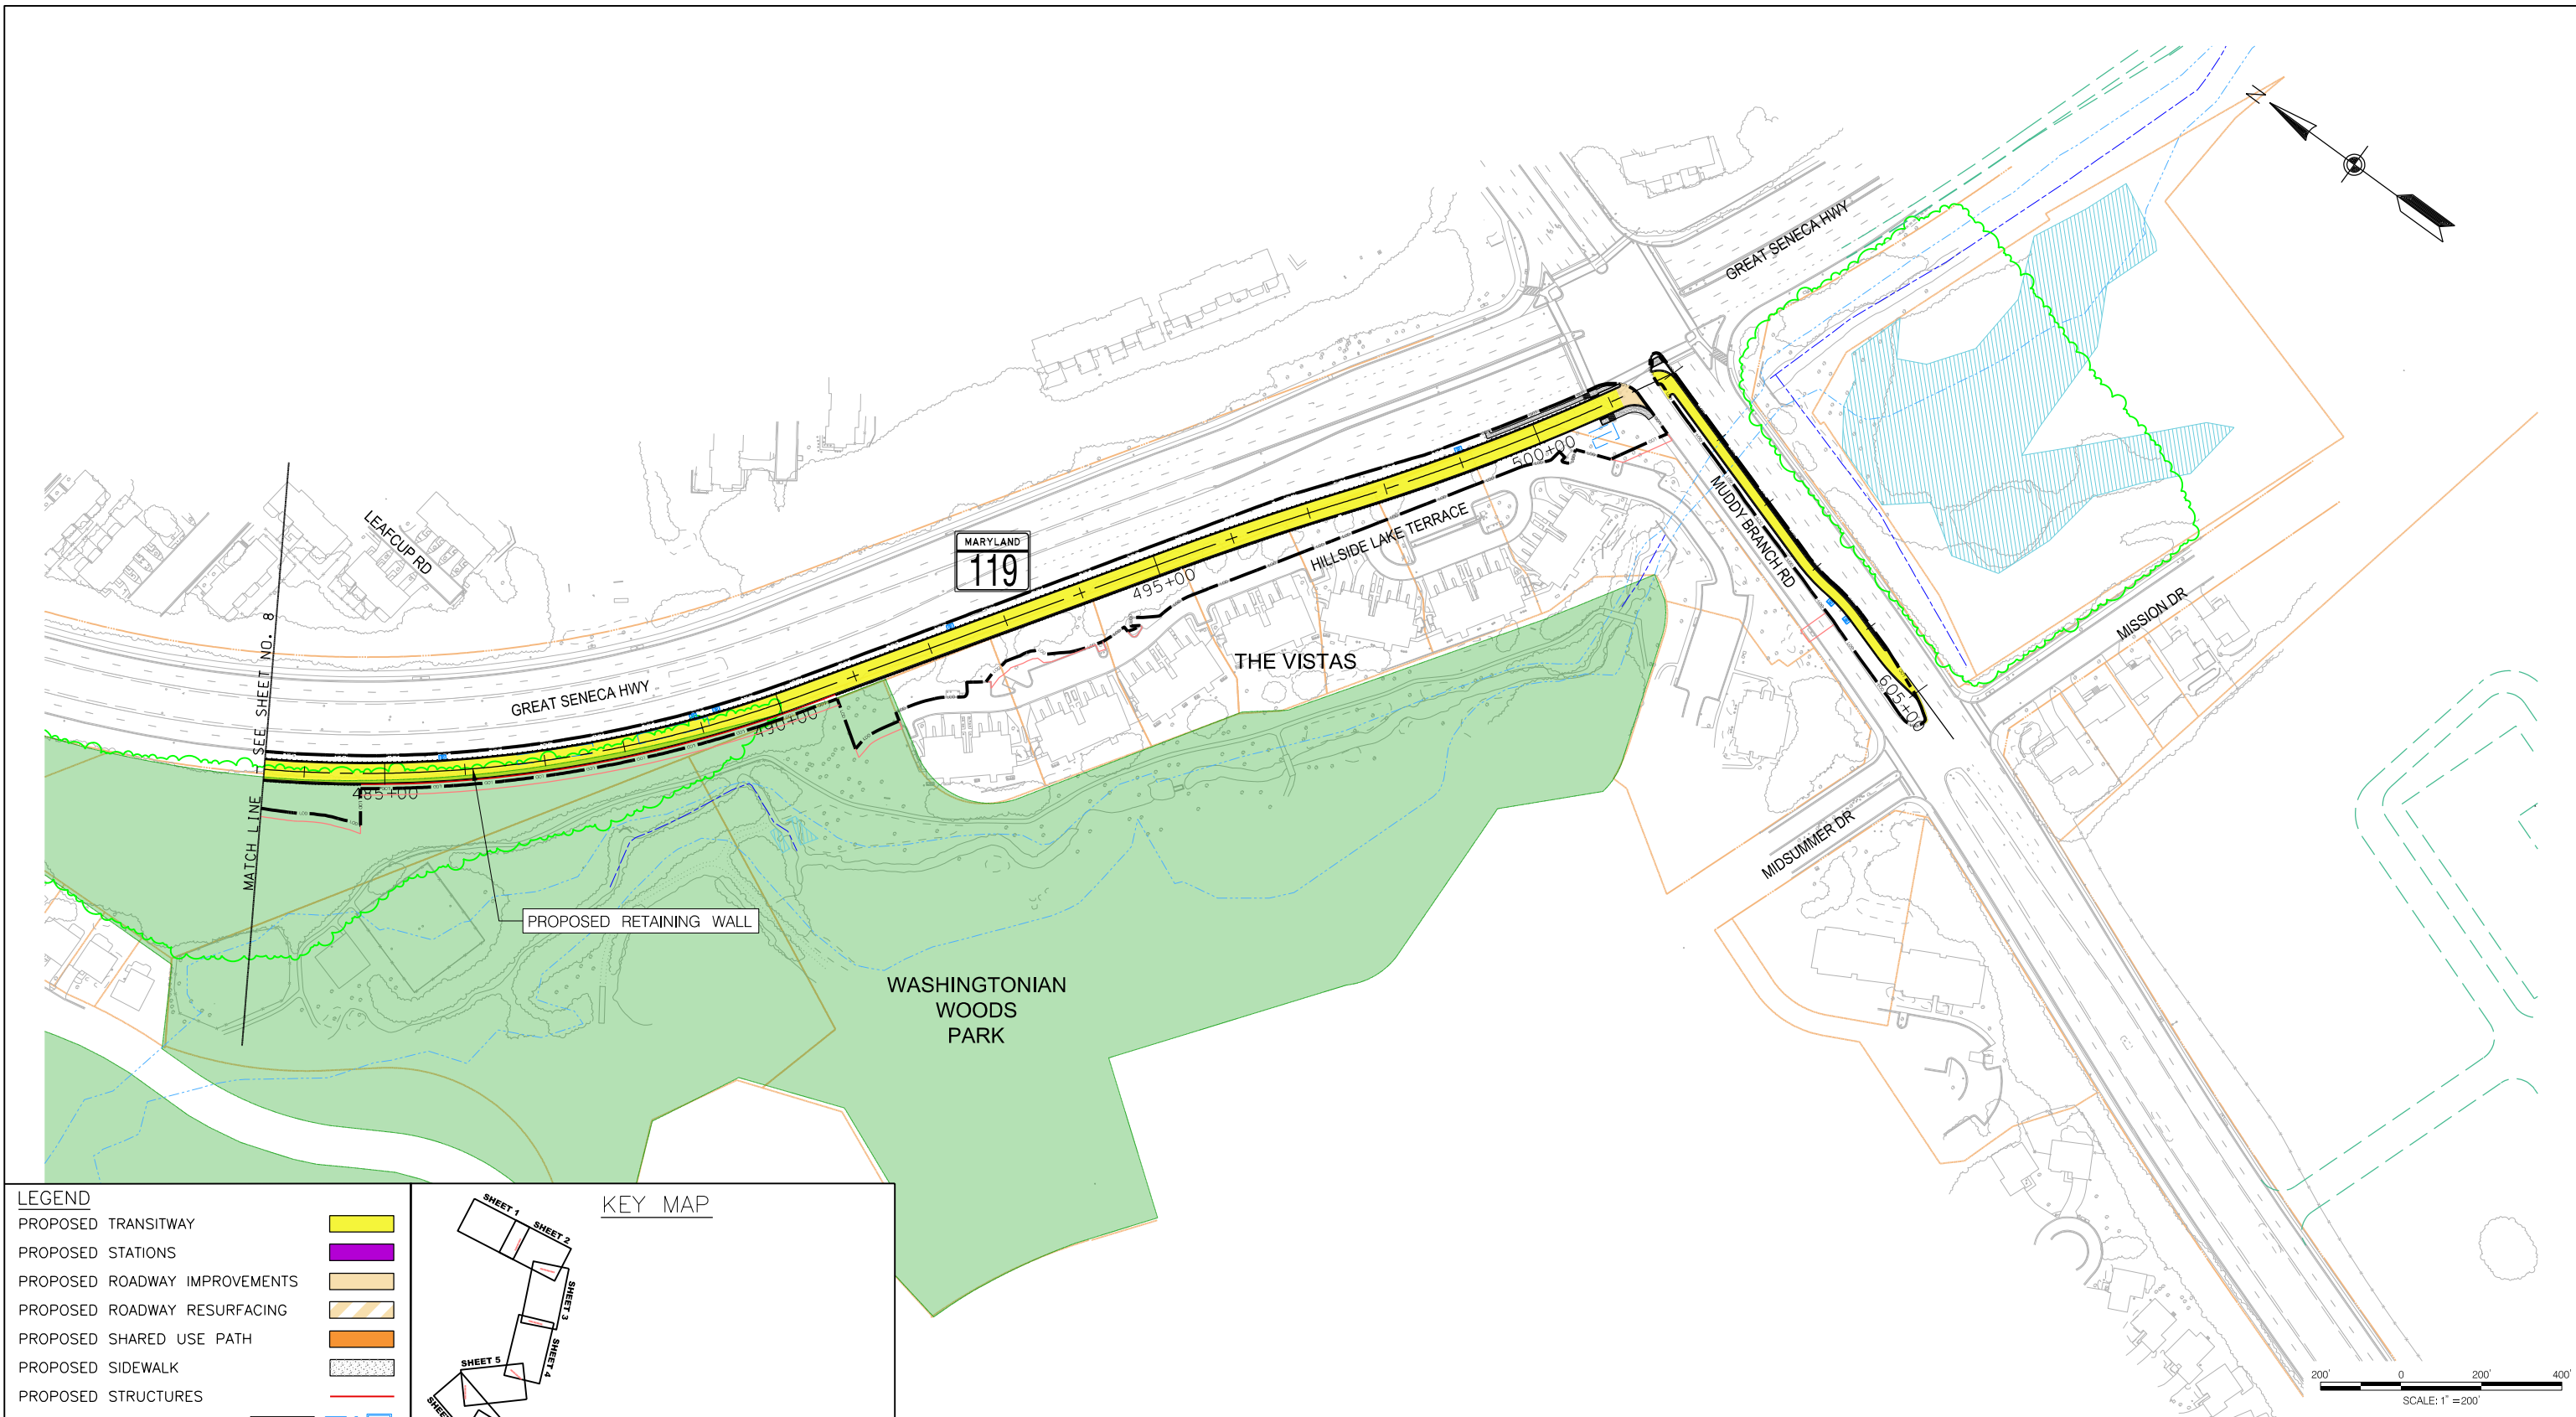 N
GREAT SENECA HWY
LEAFCUP RD
MARYLAND
119
MATCH LINE - SEE SHEET NO. 8
GREAT SENECA HWY
485+00
490+00
495+00
500+00
HILLSIDE LAKE TERRACE
THE VISTAS
MUDDY BRANCH RD
605+00
MISSION DR
MIDSUMMER DR
PROPOSED RETAINING WALL
WASHINGTONIAN
WOODS
PARK
LEGEND
PROPOSED TRANSITWAY
PROPOSED STATIONS
PROPOSED ROADWAY IMPROVEMENTS
PROPOSED ROADWAY RESURFACING
PROPOSED SHARED USE PATH
PROPOSED SIDEWALK
PROPOSED STRUCTURES
KEY MAP
SHEET 1
SHEET 2
SHEET 3
SHEET 4
SHEET 5
200' 0 200' 400'
SCALE: 1" =200'